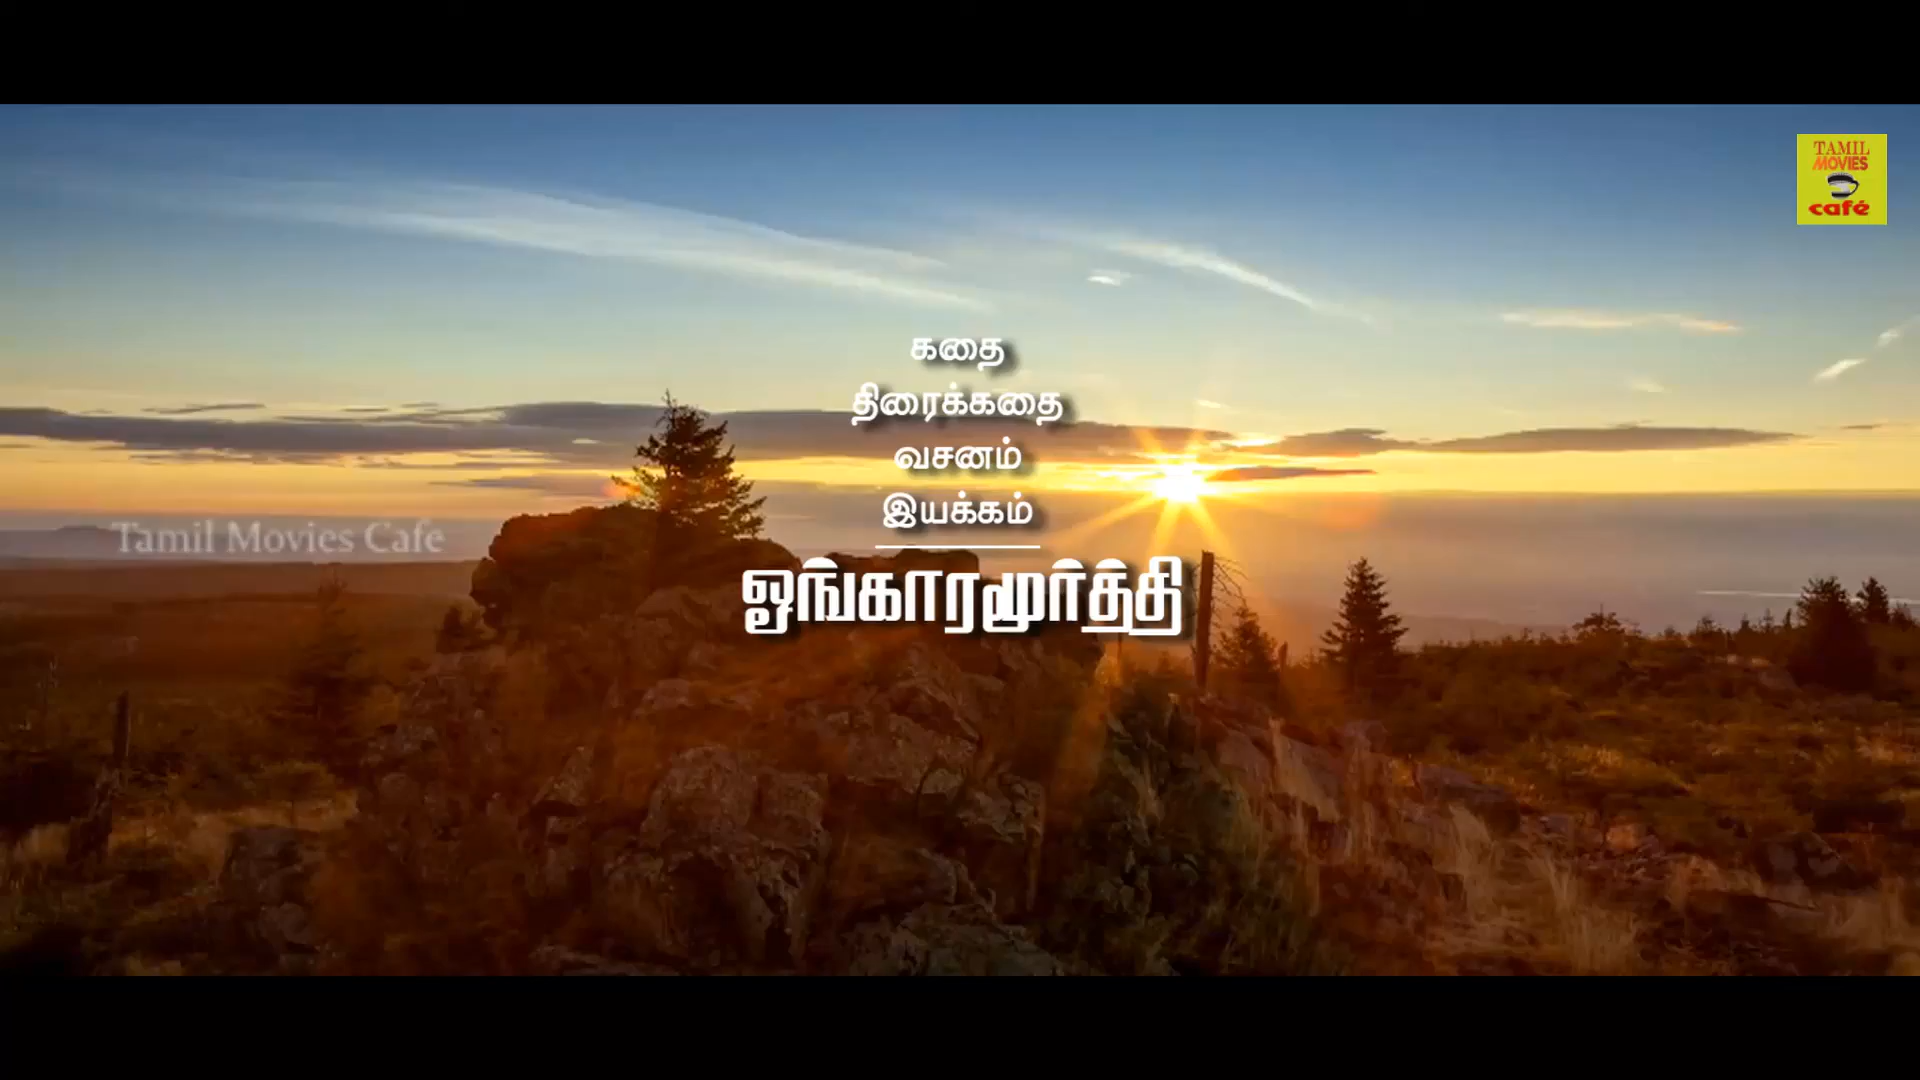 TAMIL
MOVIES
café
கதை
திரைக்கதை
வசனம்
இயக்கம்
ஓங்காரமூர்த்தி
Tamil Movies Cafe